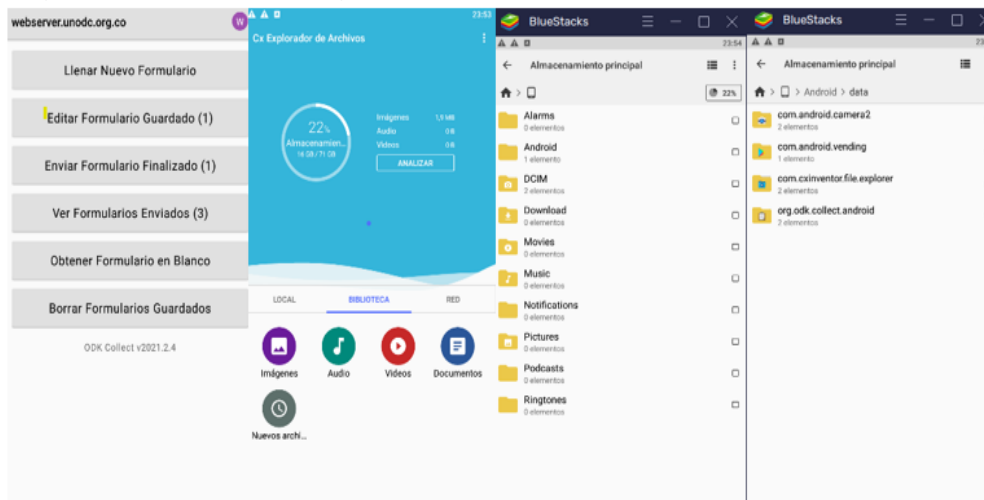 webserver.unodc.org.co
W
Llenar Nuevo Formulario
Editar Formulario Guardado (1)
Enviar Formulario Finalizado (1)
Ver Formularios Enviados (3)
Obtener Formulario en Blanco
Borrar Formularios Guardados
ODK Collect v2021.2.4
23:53
Cx Explorador de Archivos
22%
Almacenamien...
16 GB / 71 GB
Imágenes 1,9 MB
Audio 0 B
Videos 0 B
ANALIZAR
LOCAL BIBLIOTECA RED
Imágenes Audio Videos Documentos
Nuevos archi...
BlueStacks
23:54
Almacenamiento principal
22%
Alarms
0 elementos
Android
1 elemento
DCIM
2 elementos
Download
0 elementos
Movies
0 elementos
Music
0 elementos
Notifications
0 elementos
Pictures
0 elementos
Podcasts
0 elementos
Ringtones
0 elementos
BlueStacks
23
Almacenamiento principal
> Android > data
com.android.camera2
2 elementos
com.android.vending
1 elemento
com.cxinventor.file.explorer
2 elementos
org.odk.collect.android
2 elementos